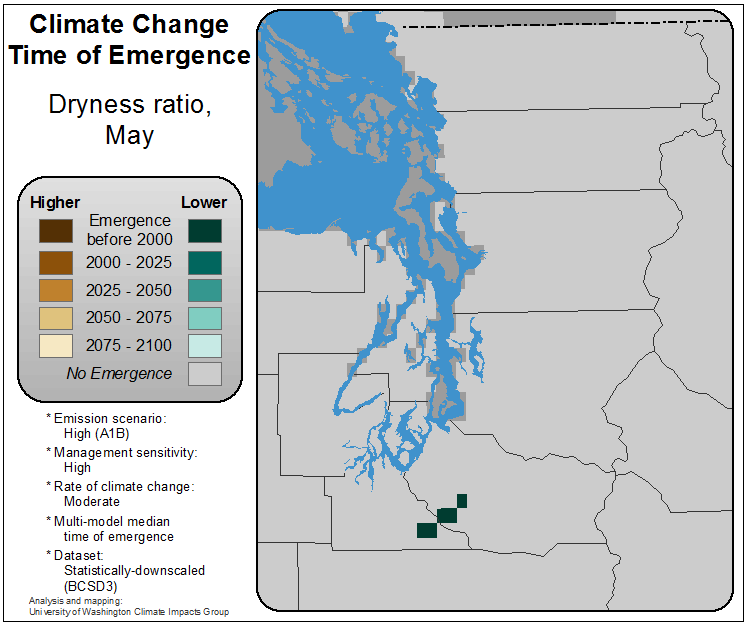 Climate Change
Time of Emergence
Dryness ratio,
May
Higher
Lower
Emergence
before 2000
2000 - 2025
2025 - 2050
2050 - 2075
2075 - 2100
No Emergence
* Emission scenario:
High (A1B)
* Management sensitivity:
High
* Rate of climate change:
Moderate
* Multi-model median
time of emergence
* Dataset:
Statistically-downscaled
(BCSD3)
Analysis and mapping:
University of Washington Climate Impacts Group